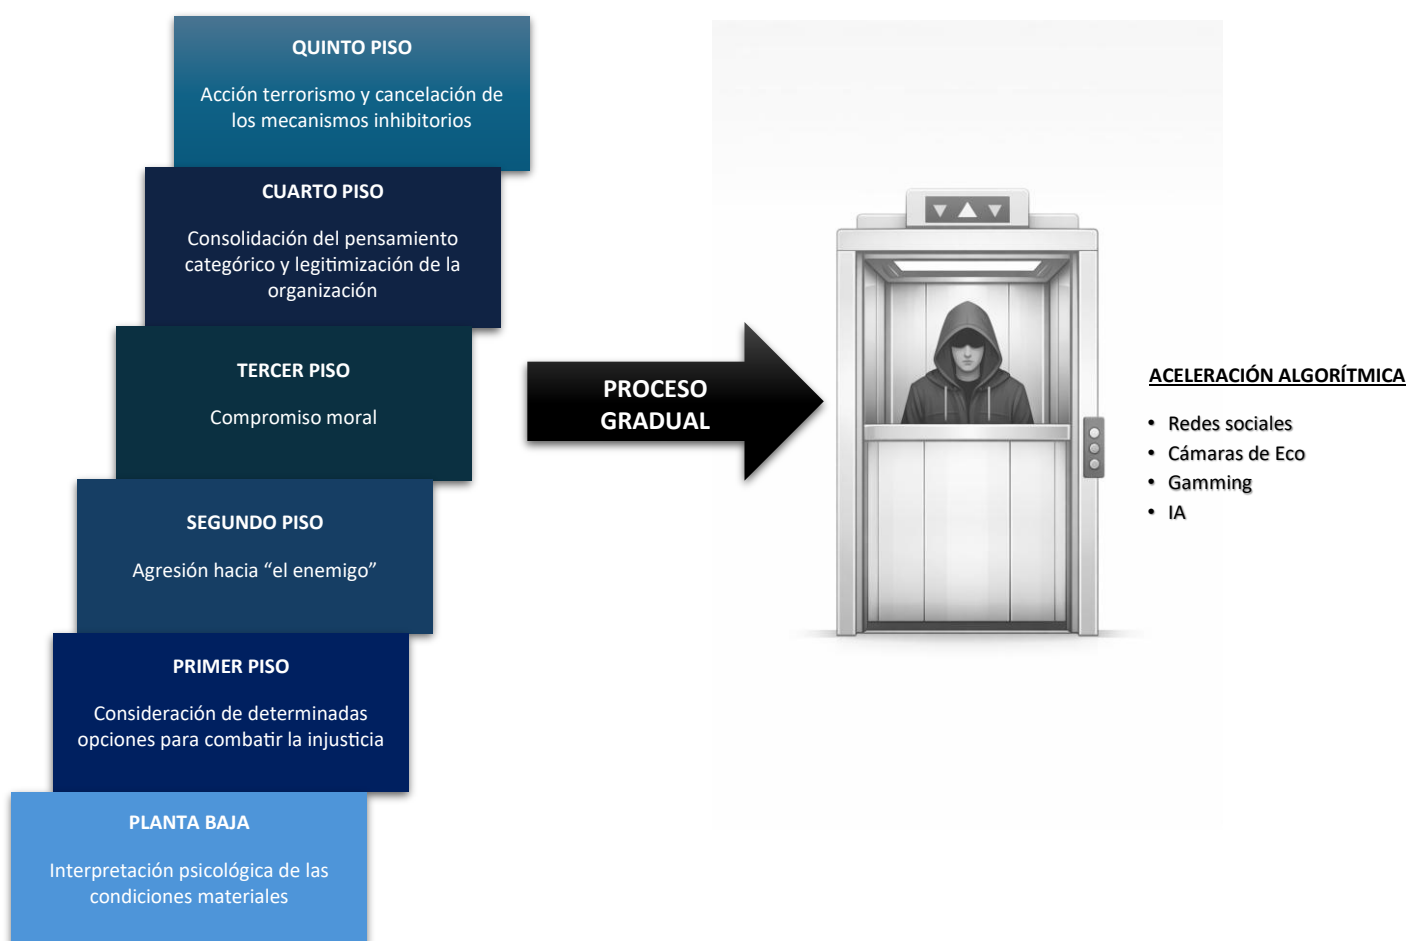 QUINTO PISO
Acción terrorismo y cancelación de
los mecanismos inhibitorios
CUARTO PISO
Consolidación del pensamiento
categórico y legitimización de la
organización
TERCER PISO
Compromiso moral
SEGUNDO PISO
Agresión hacia “el enemigo”
PRIMER PISO
Consideración de determinadas
opciones para combatir la injusticia
PLANTA BAJA
Interpretación psicológica de las
condiciones materiales
PROCESO
GRADUAL
ACELERACIÓN ALGORÍTMICA
• Redes sociales
• Cámaras de Eco
• Gamming
• IA